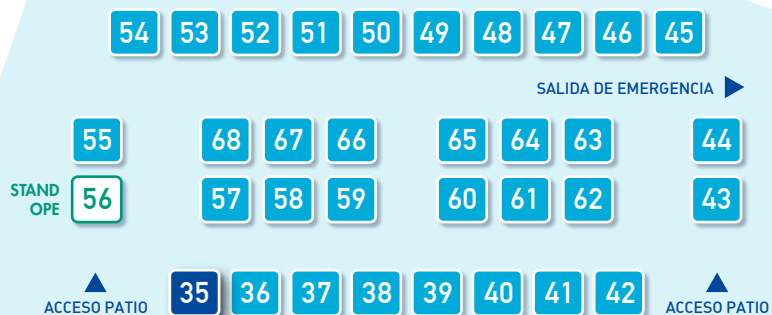 54 53 52 51 50 49 48 47 46 45
SALIDA DE EMERGENCIA
55 68 67 66 65 64 63 44
STAND
OPE
56 57 58 59 60 61 62 43
35 36 37 38 39 40 41 42
ACCESO PATIO
ACCESO PATIO